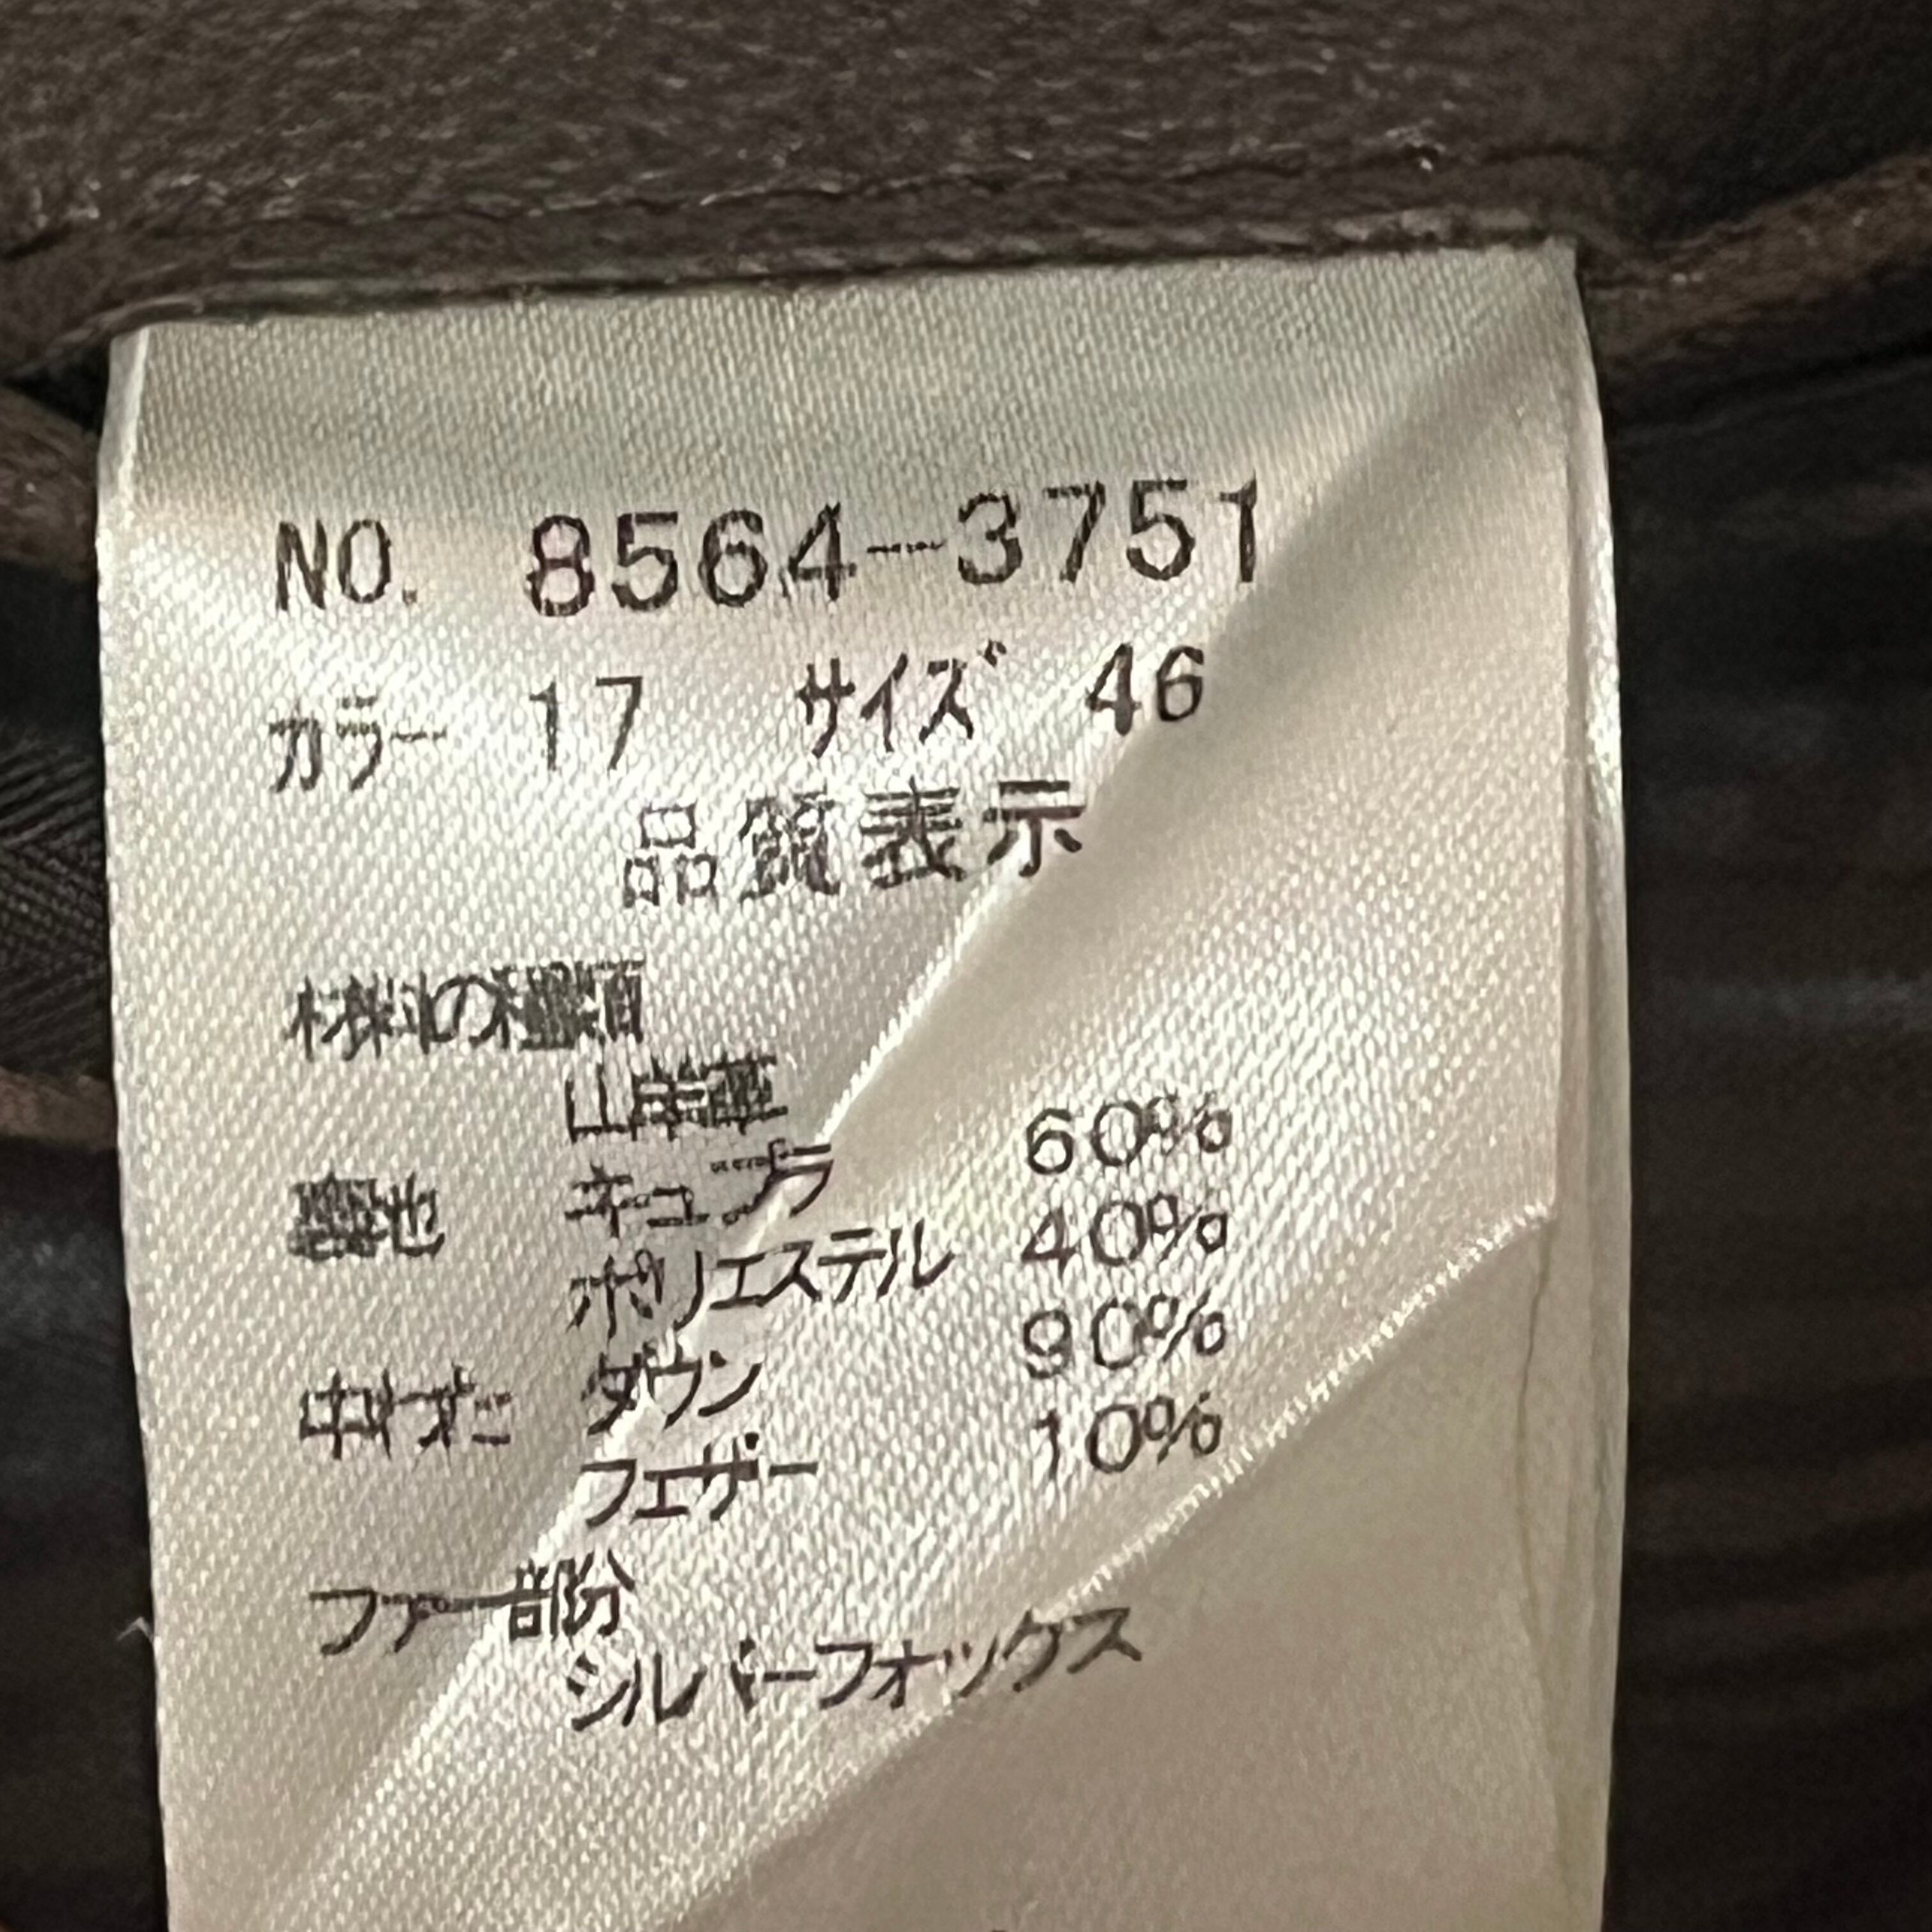 NO. 8564-3751
カラー 17 サイズ 46
品質表示
材料の種類
山羊革
裏地 キュプラ 60%
ポリエステル 40%
中わた ダウン 90%
フェザー 10%
ファー部分
シルバーフォックス